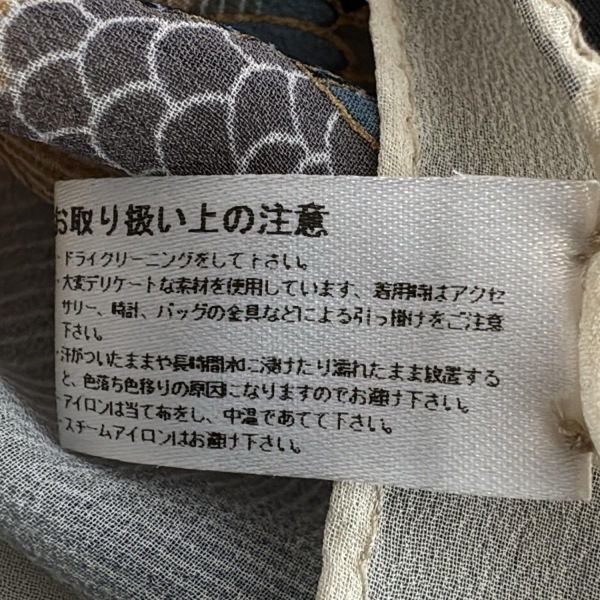 お取り扱い上の注意
・ドライクリーニングをして下さい。
・大変デリケートな素材を使用しています、着用時はアクセ
サリー、時計、バッグの金具などによる引っ掛けをご注意
下さい。
・汗がついたままや長時間水に漬けたり濡れたまま放置する
と、色落ち色移りの原因になりますのでお避け下さい。
・アイロンは当て布をし、中温であてて下さい。
・スチームアイロンはお避け下さい。